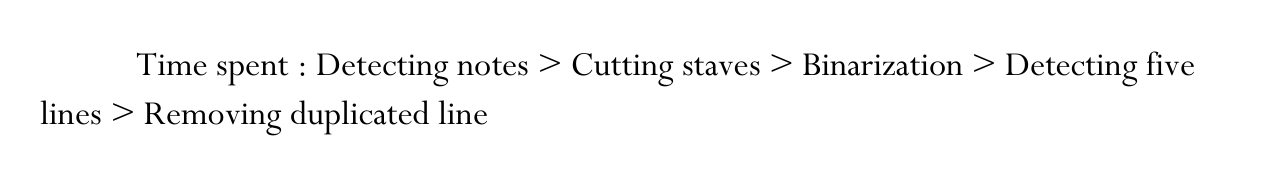 Time spent : Detecting notes > Cutting staves > Binarization > Detecting five
lines > Removing duplicated line